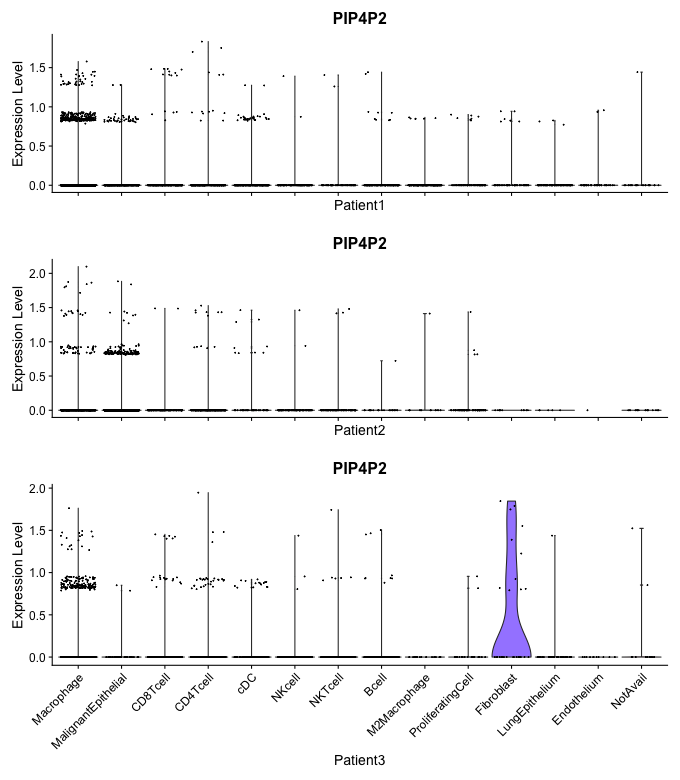 PIP4P2
Expression Level
1.5
1.0
0.5
0.0
Patient1
PIP4P2
Expression Level
2.0
1.5
1.0
0.5
0.0
Patient2
PIP4P2
Expression Level
2.0
1.5
1.0
0.5
0.0
Macrophage
MalignantEpithelial
CD8Tcell
CD4Tcell
cDC
NKcell
NKTcell
Bcell
M2Macrophage
ProliferatingCell
Fibroblast
LungEpithelium
Endothelium
NotAvail
Patient3